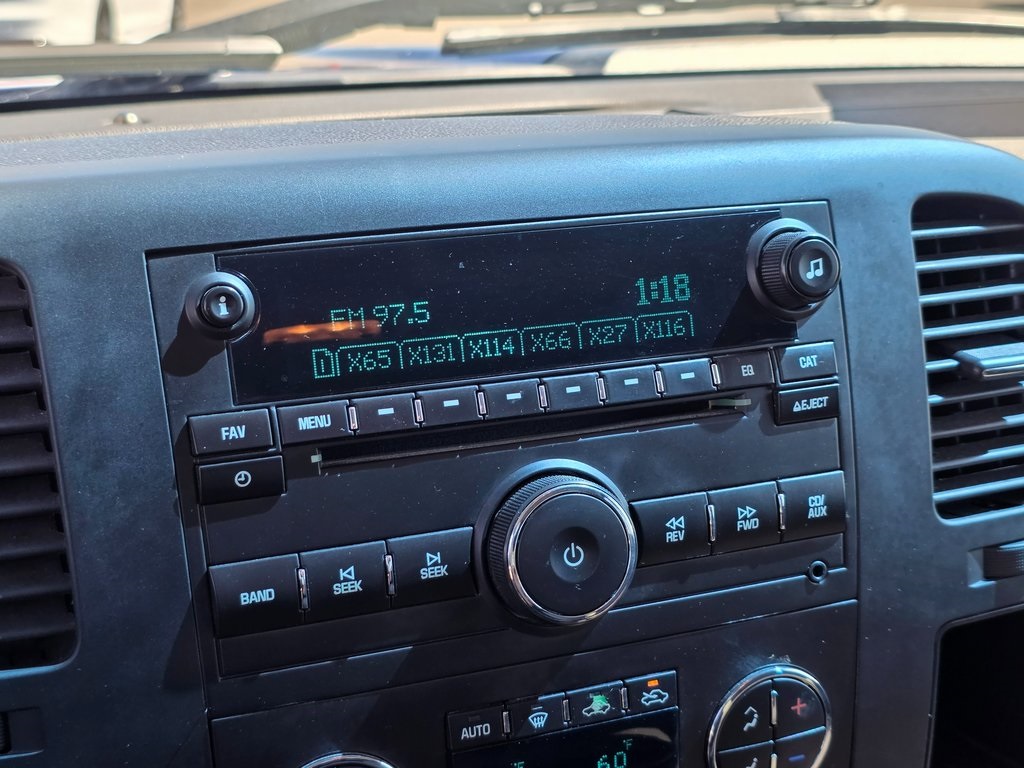 i
FM 97.5 1:18
D X65 X131 X114 X66 X27 X116
FAV MENU EQ CAT
EJECT
BAND SEEK SEEK REV FWD CD/
AUX
AUTO
°F 60°F